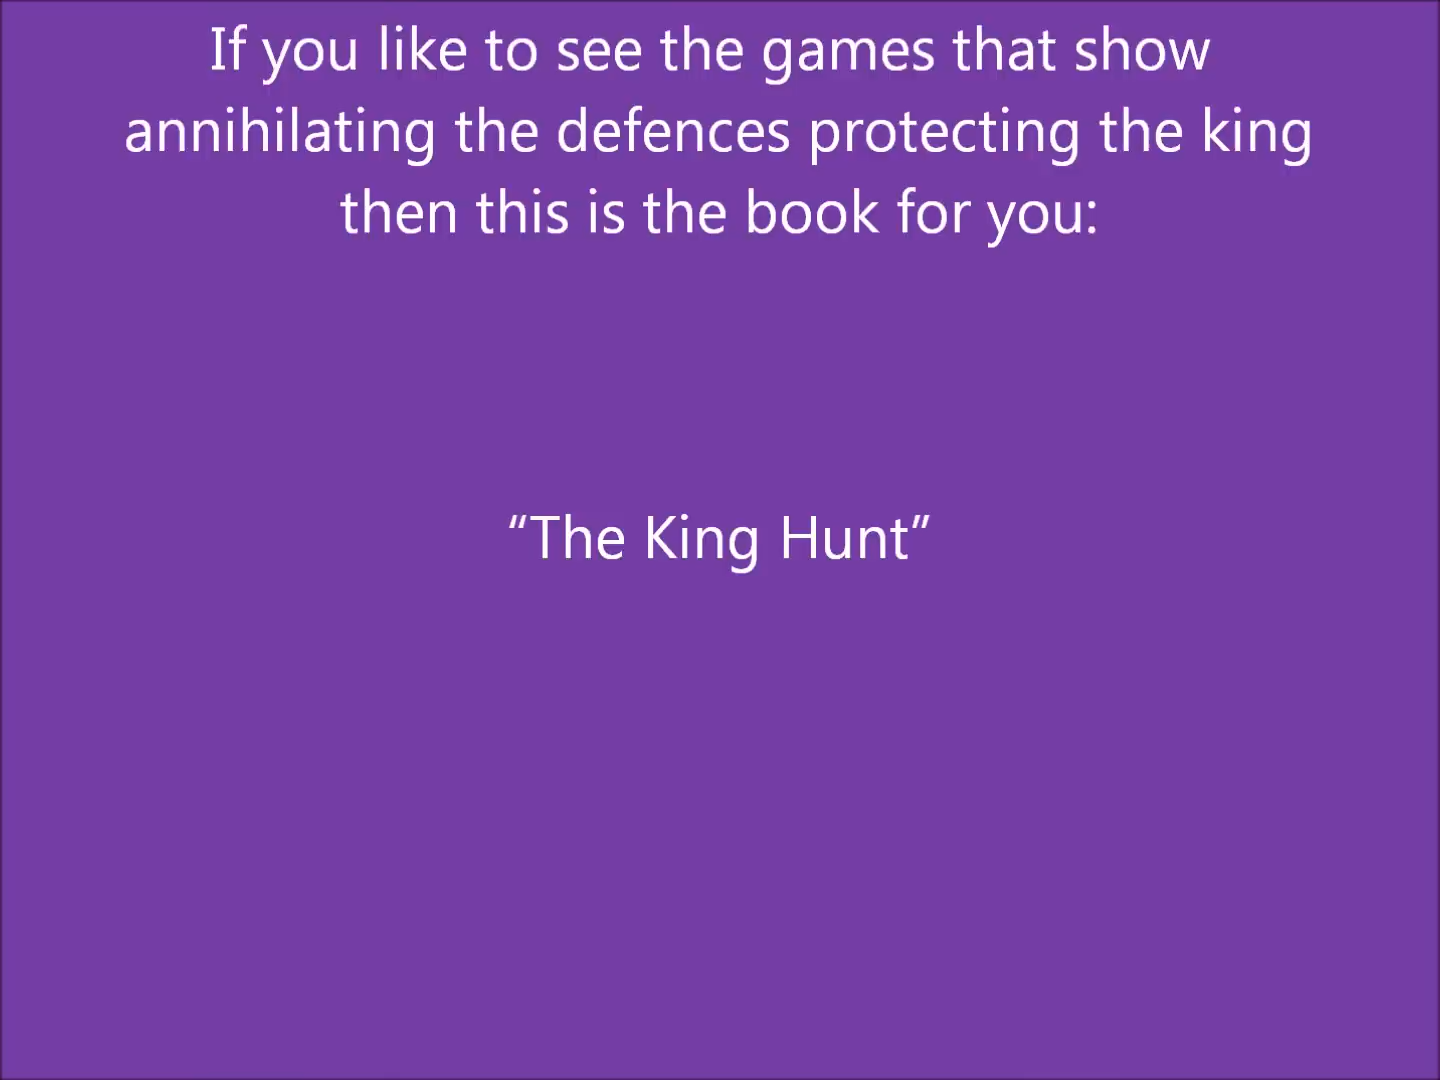 If you like to see the games that show
annihilating the defences protecting the king
then this is the book for you:
“The King Hunt”